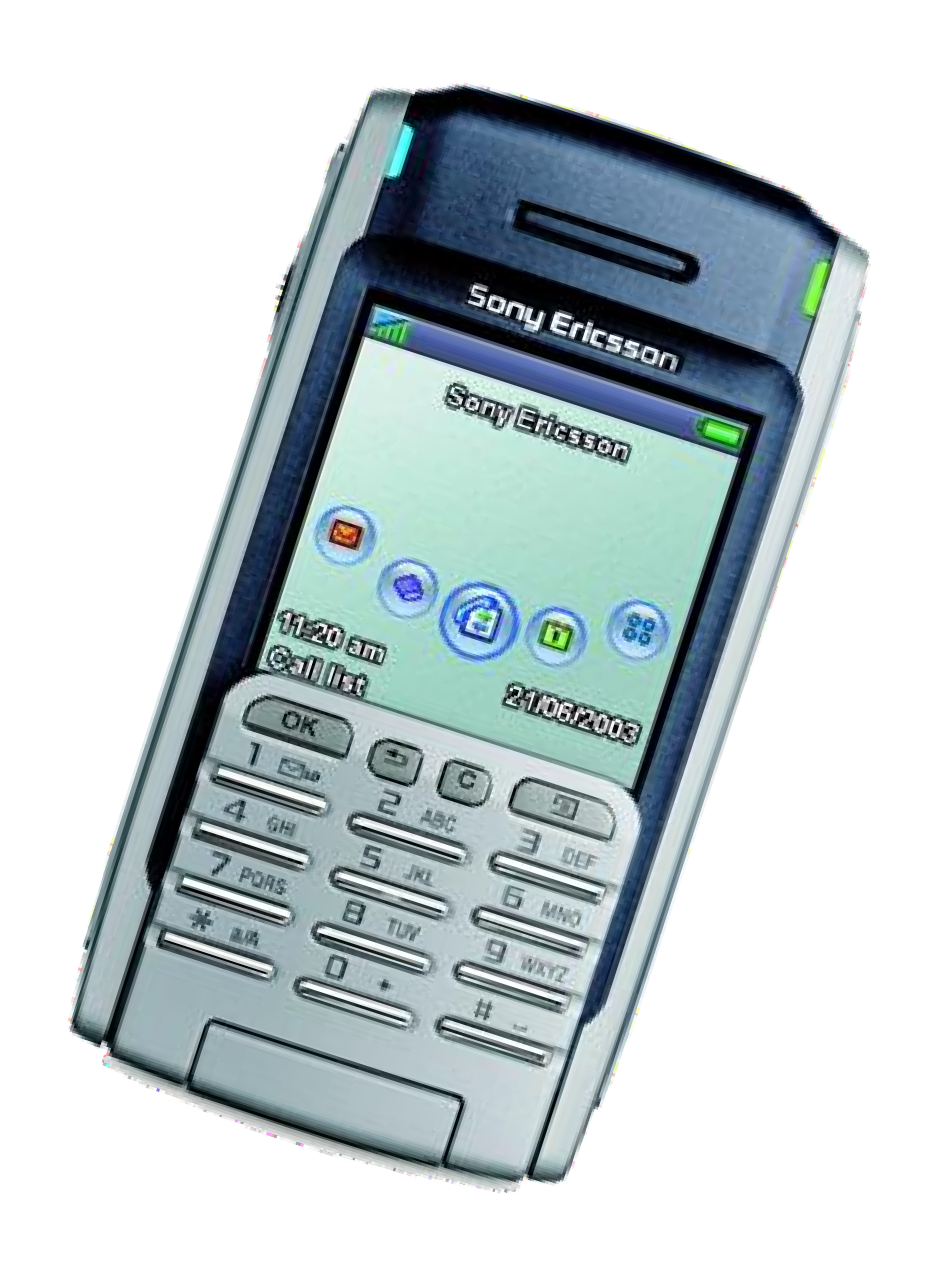 Sony Ericsson
Sony Ericsson
11:20 am
Call list
21/06/2003
OK
C
1
2 ABC
3 DEF
4 GHI
5 JKL
6 MNO
7 PQRS
8 TUV
9 WXYZ
* a/A
0 +
#